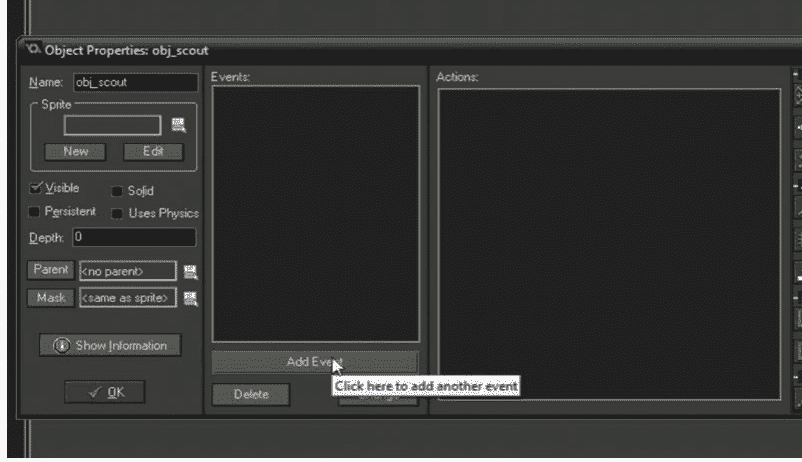 Object Properties: obj_scout
Name: obj_scout
Sprite
New Edit
Visible Solid
Persistent Uses Physics
Depth: 0
Parent <no parent>
Mask <same as sprite>
Show Information
OK
Events:
Add Event
Click here to add another event
Delete
Actions: